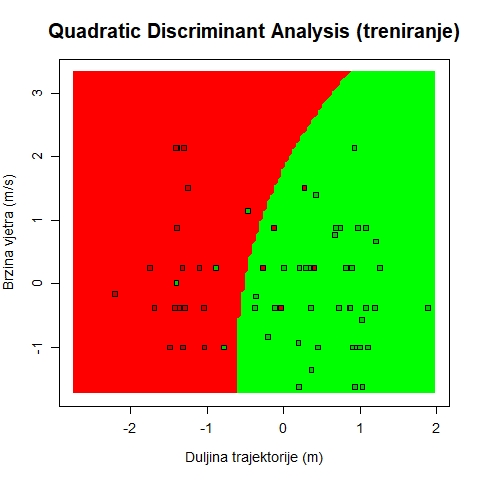 Quadratic Discriminant Analysis (treniranje)
3
2
1
0
-1
Brzina vjetra (m/s)
-2 -1 0 1 2
Duljina trajektorije (m)